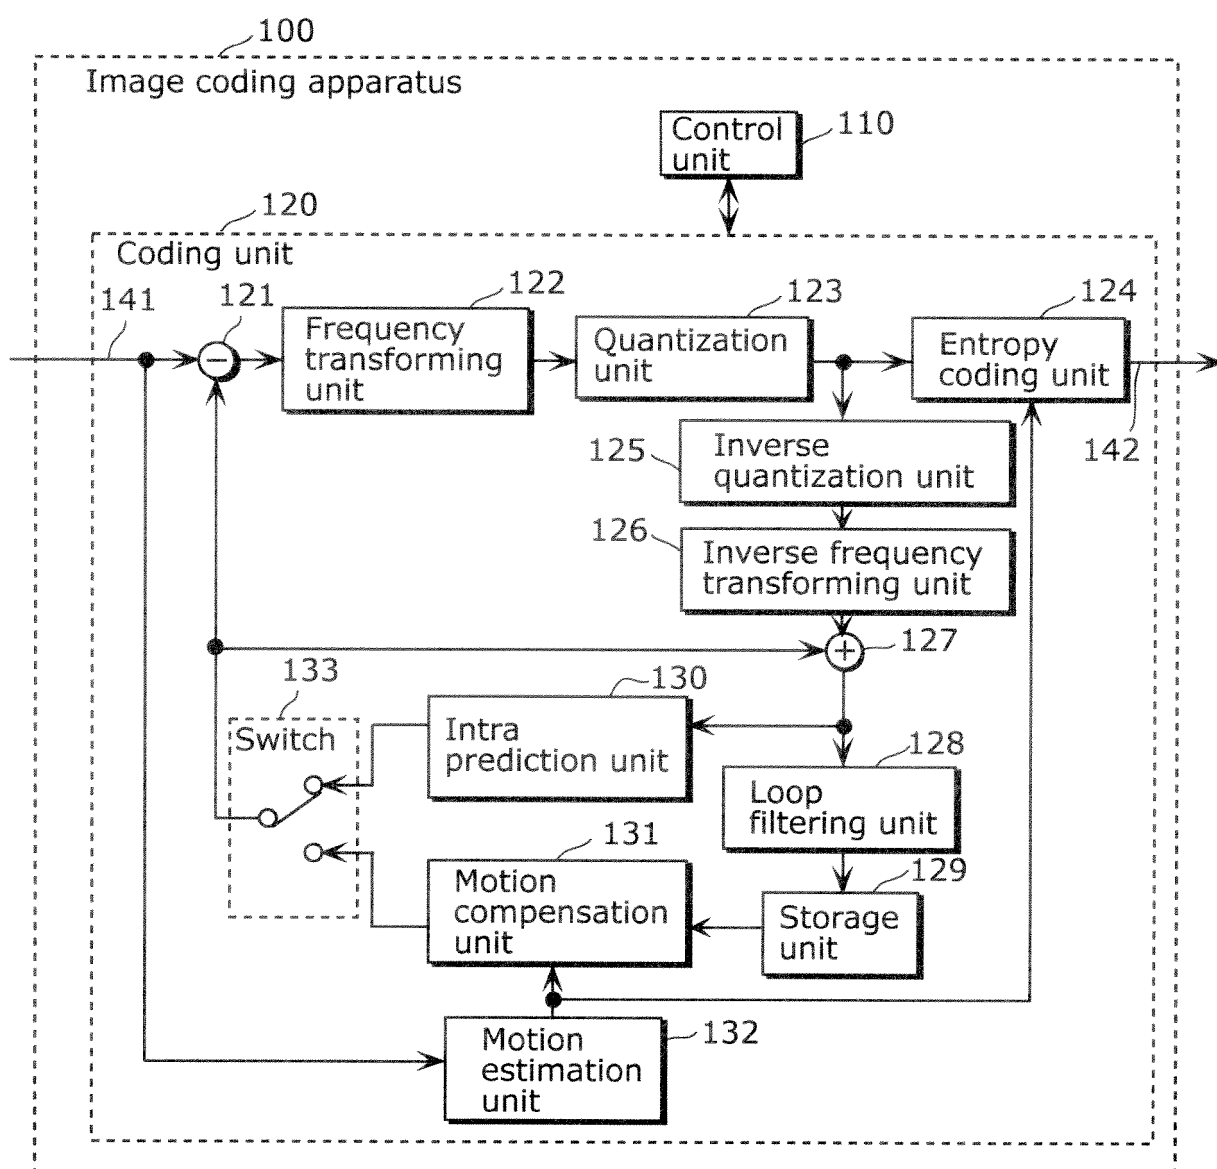 100
Image coding apparatus
Control
unit
110
120
Coding unit
141
121
122
123
124
Frequency
transforming
unit
Quantization
unit
Entropy
coding unit
142
125
Inverse
quantization unit
126
Inverse frequency
transforming unit
127
133
Switch
130
Intra
prediction unit
128
Loop
filtering unit
131
Motion
compensation
unit
129
Storage
unit
132
Motion
estimation
unit